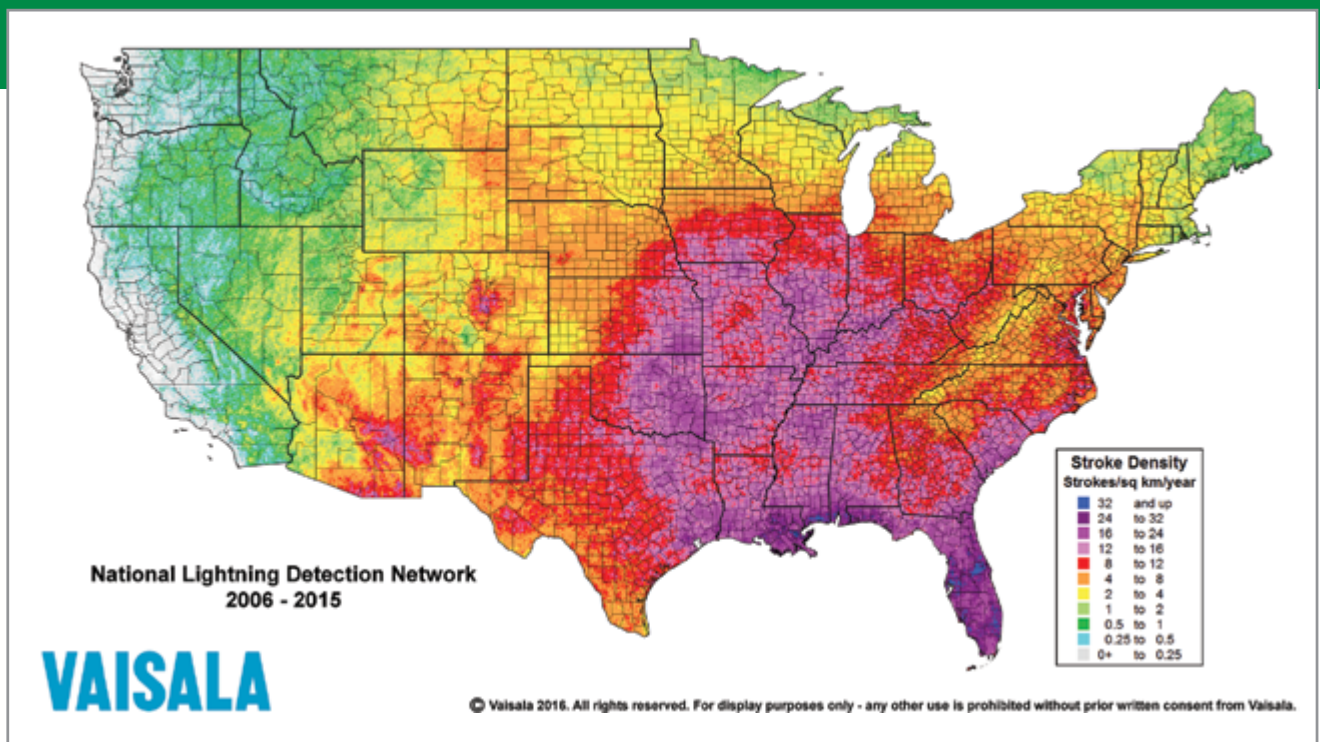 National Lightning Detection Network
2006 - 2015
Stroke Density
Strokes/sq km/year
32 and up
24 to 32
16 to 24
12 to 16
8 to 12
4 to 8
2 to 4
1 to 2
0.5 to 1
0.25 to 0.5
0+ to 0.25
VAISALA
© Vaisala 2016. All rights reserved. For display purposes only - any other use is prohibited without prior written consent from Vaisala.